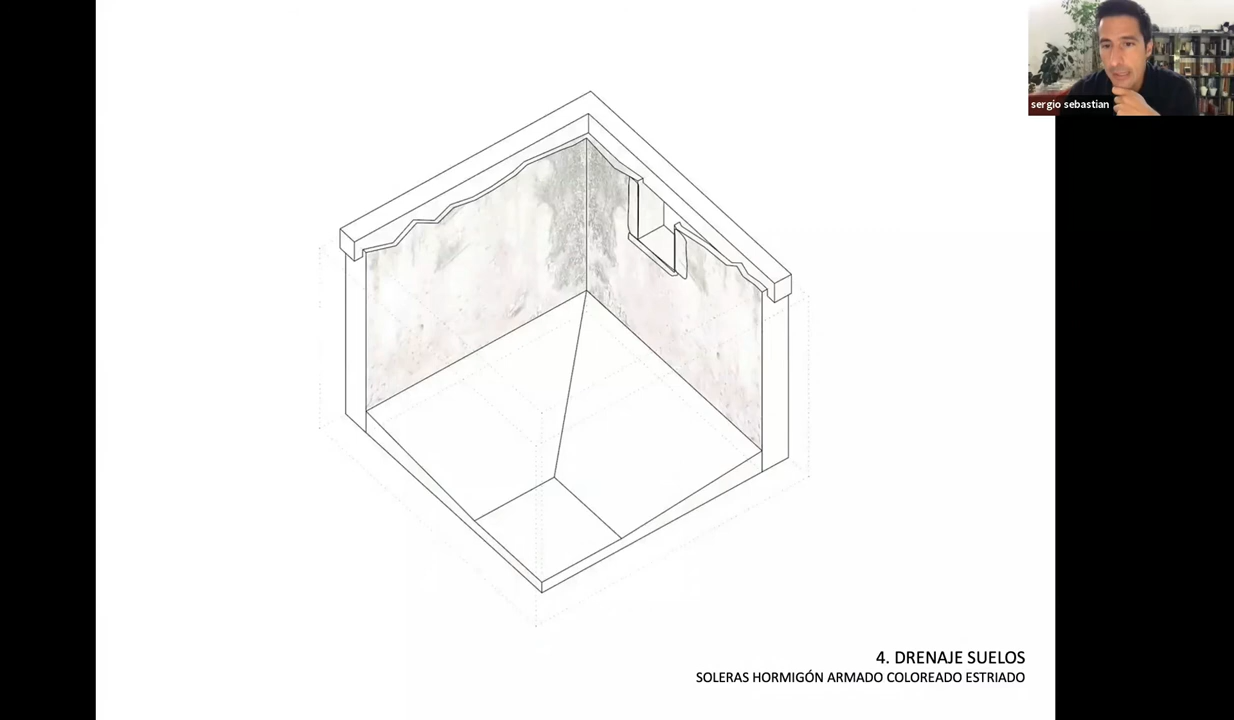 sergio sebastian
4. DRENAJE SUELOS
SOLERAS HORMIGÓN ARMADO COLOREADO ESTRIADO